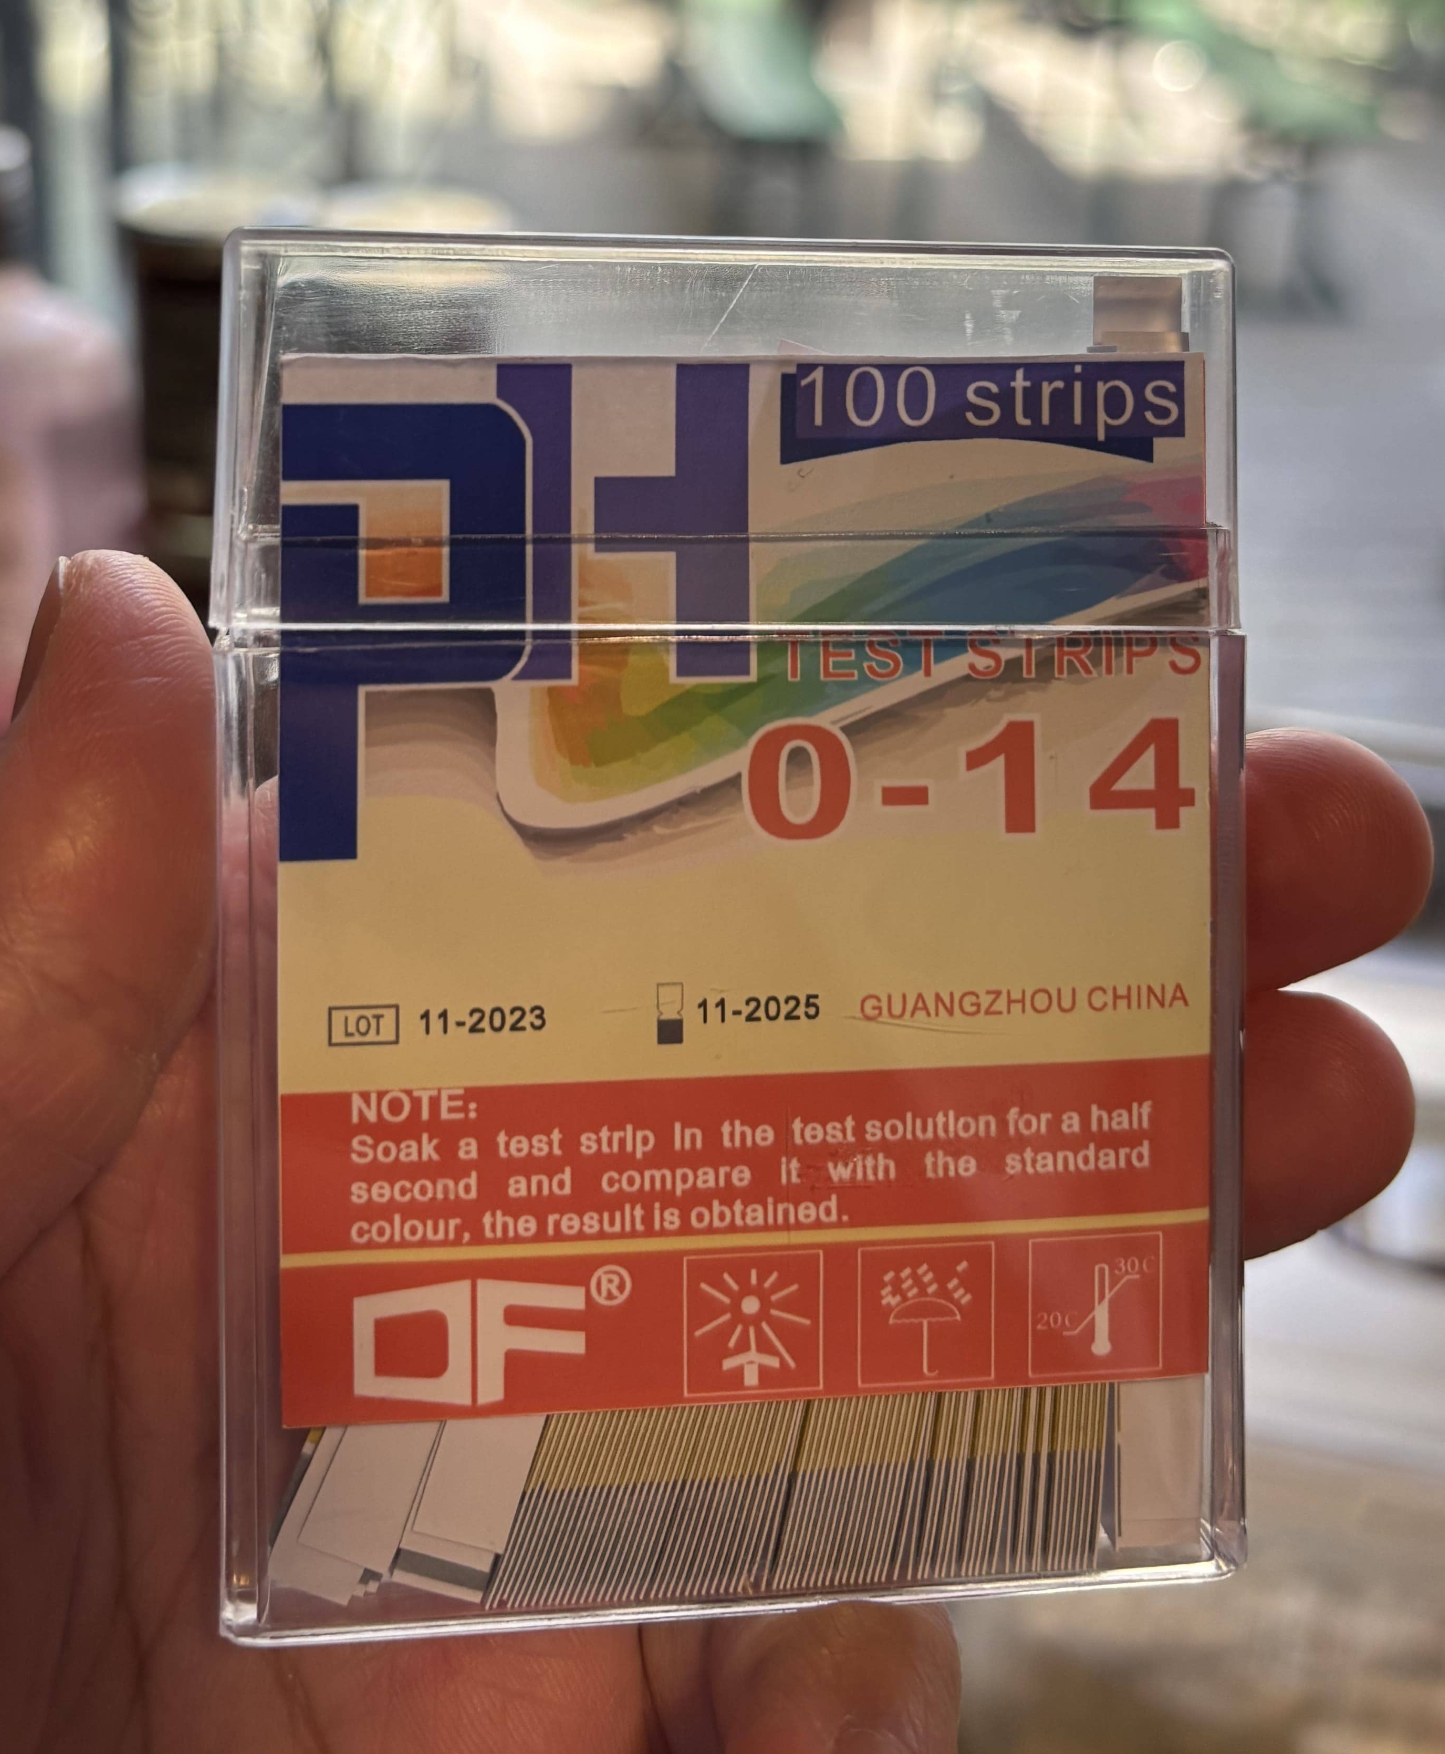 PH
100 strips
TEST STRIPS
0-14
LOT 11-2023 11-2025 GUANGZHOU CHINA
NOTE:
Soak a test strip in the test solution for a half
second and compare it with the standard
colour, the result is obtained.
DF®
20C 30C